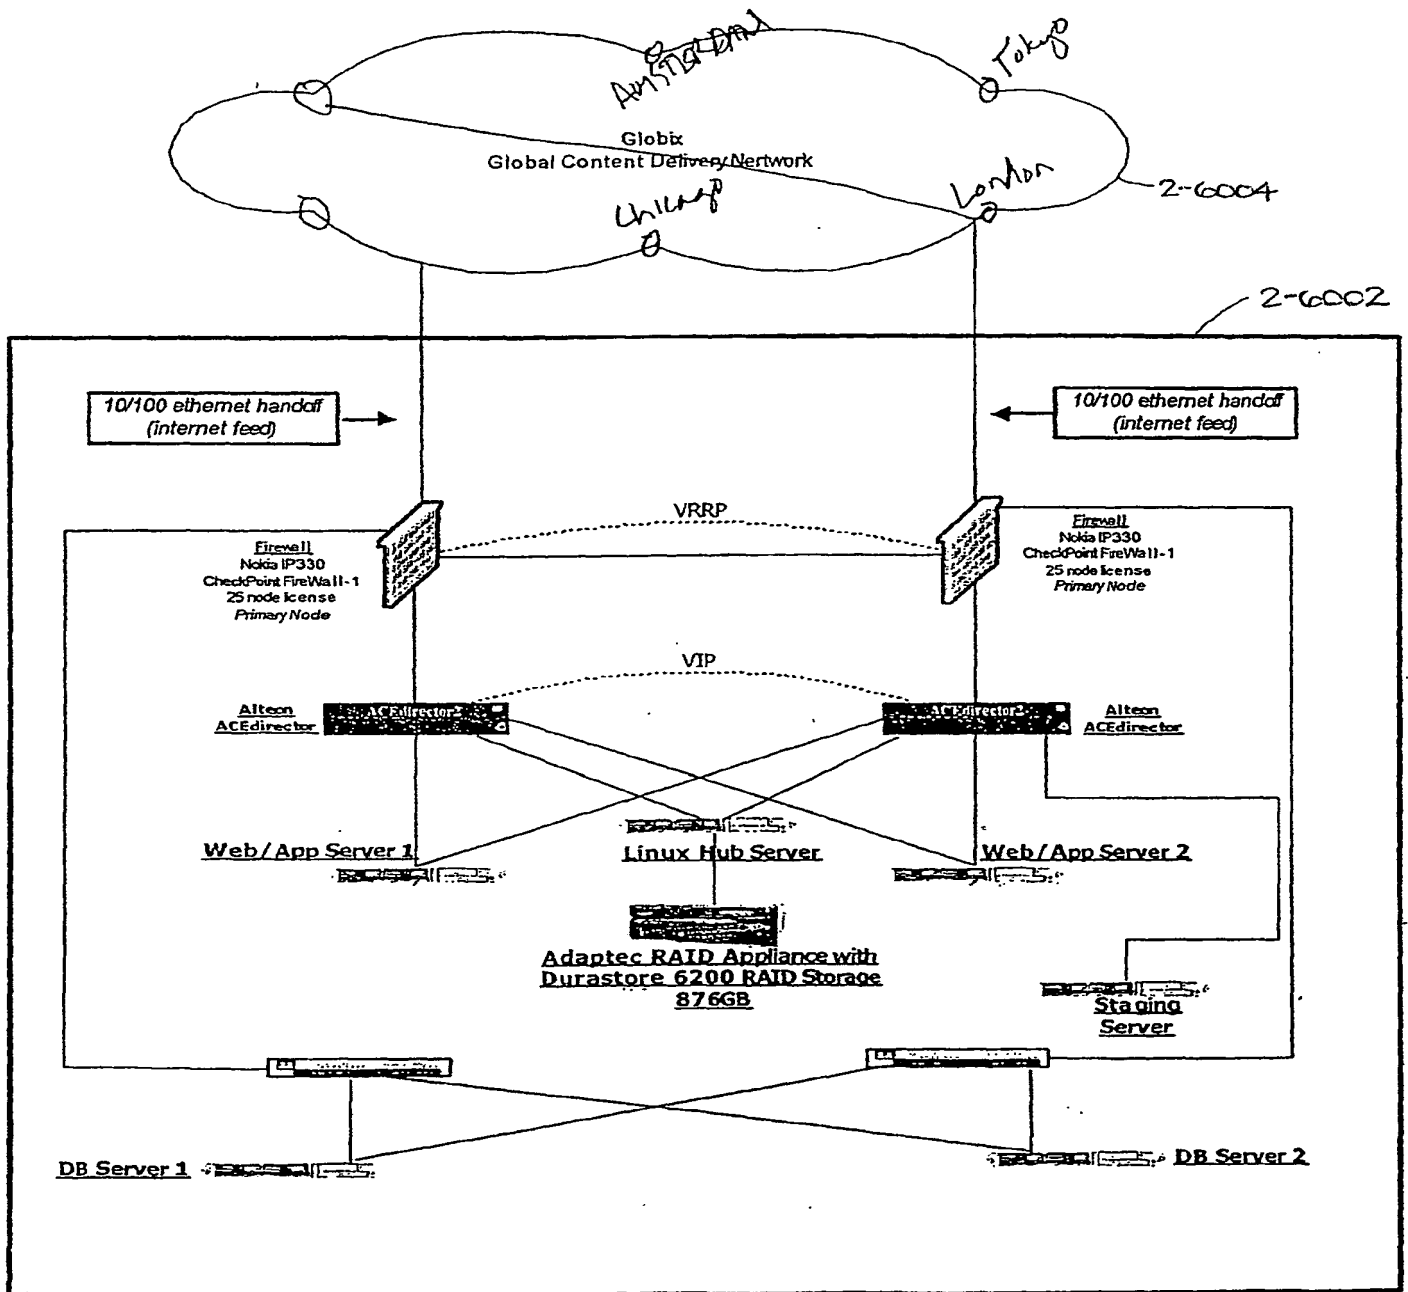 Amsterdam
Tokyo
Globix
Global Content Delivery Nertwork
London
Chicago
2-6004
2-6002
10/100 ethernet handoff
(internet feed)
10/100 ethernet handoff
(internet feed)
VRRP
Firewall
Nokia IP330
CheckPoint FireWall-1
25 node license
Primary Node
Firewall
Nokia IP330
CheckPoint FireWall-1
25 node license
Primary Node
VIP
Alteon
ACEdirector
ACEdirector
ACEdirector
Alteon
ACEdirector
Web/App Server 1
Linux Hub Server
Web/App Server 2
Adaptec RAID Appliance with
Durastore 6200 RAID Storage
876GB
Staging
Server
DB Server 1
DB Server 2